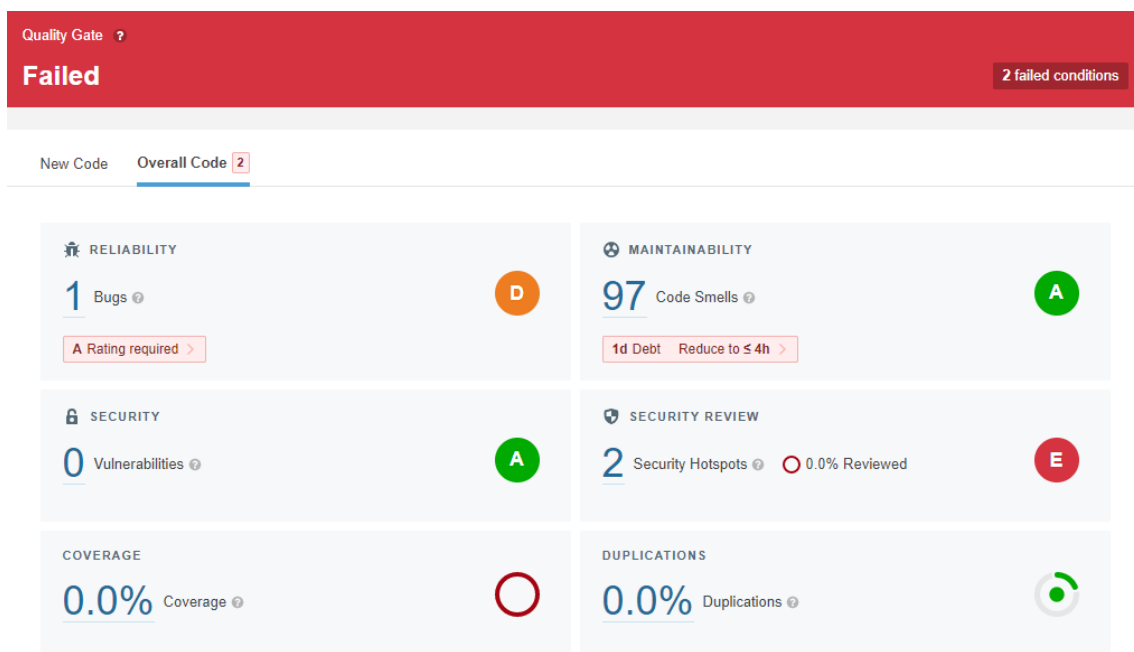 Quality Gate ?
Failed
2 failed conditions
New Code Overall Code 2
RELIABILITY
1 Bugs ?
D
A Rating required >
MAINTAINABILITY
97 Code Smells ?
A
1d Debt Reduce to ≤ 4h >
SECURITY
0 Vulnerabilities ?
A
SECURITY REVIEW
2 Security Hotspots ? 0.0% Reviewed
E
COVERAGE
0.0% Coverage ?
DUPLICATIONS
0.0% Duplications ?